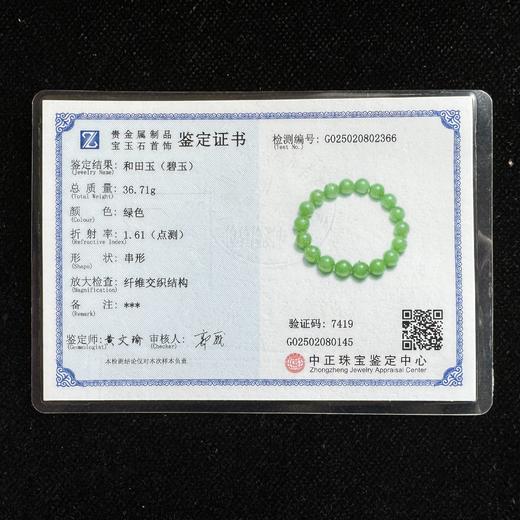 贵金属制品
宝玉石首饰 鉴定证书
鉴定结果: 和田玉（碧玉）
(Jewelry Name)
总质量: 36.71g
(Total Weight)
颜色: 绿色
(Colour)
折射率: 1.61（点测）
(Refractive Index)
形状: 串形
(Shape)
放大检查: 纤维交织结构
(Magnification)
备注: ***
(Remark)
鉴定师: 黄文瑜 审核人:
(Gemologist) (Checker)
本检测结论仅对本次样本负责
检测编号: G025020802366
(Test No.)
验证码: 7419
G02502080145
中正珠宝鉴定中心
Zhongzheng Jewelry Appraisal Center